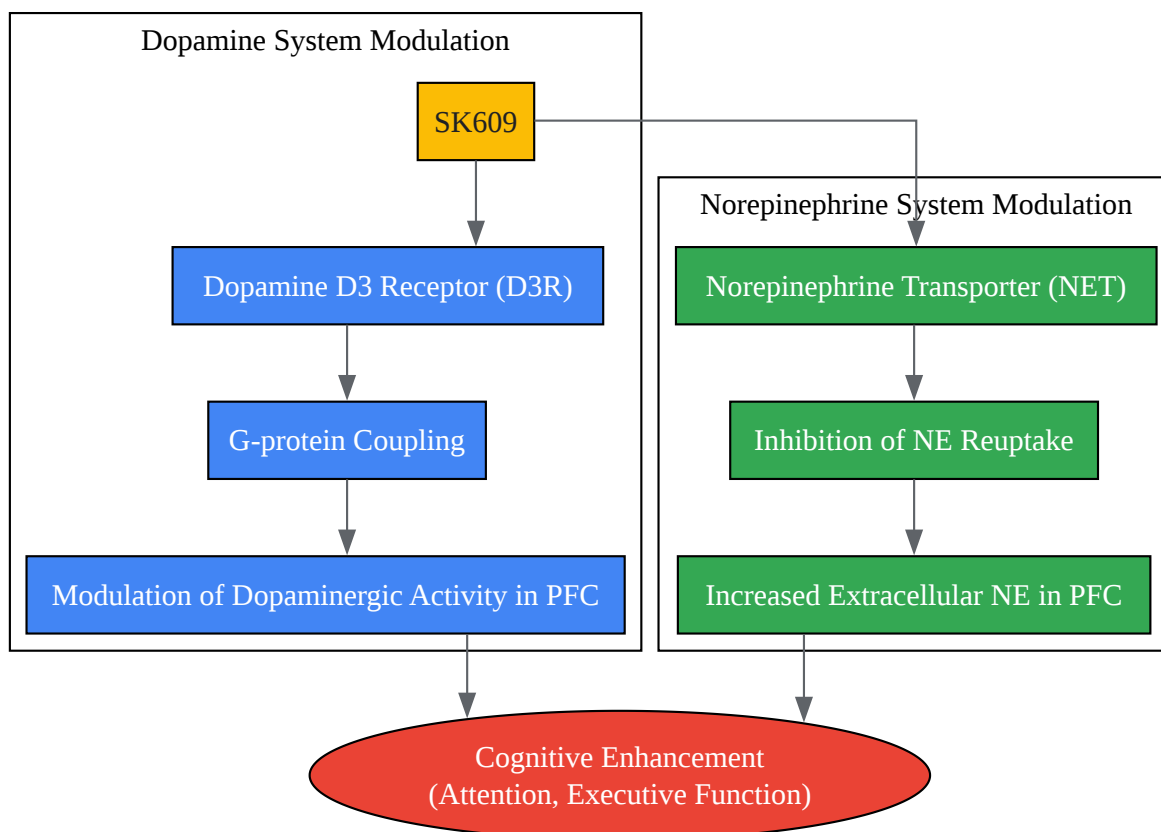 Dopamine System Modulation
SK609
Norepinephrine System Modulation
Dopamine D3 Receptor (D3R)
Norepinephrine Transporter (NET)
G-protein Coupling
Inhibition of NE Reuptake
Modulation of Dopaminergic Activity in PFC
Increased Extracellular NE in PFC
Cognitive Enhancement
(Attention, Executive Function)